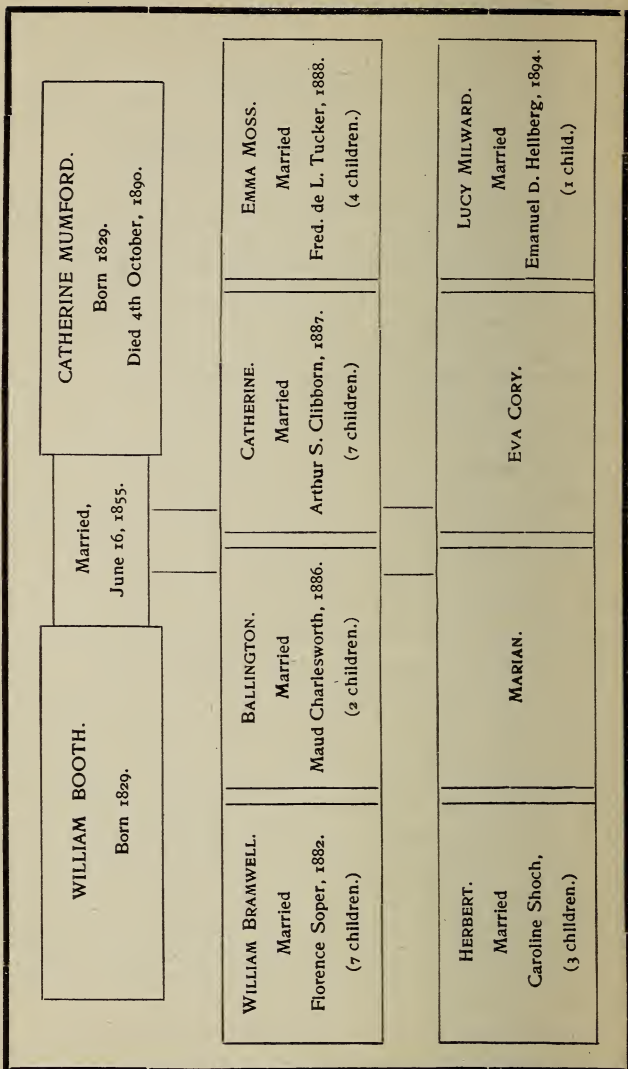 WILLIAM BOOTH.
Born 1829.
Married,
June 16, 1855.
CATHERINE MUMFORD.
Born 1829.
Died 4th October, 1890.
WILLIAM BRAMWELL.
Married
Florence Soper, 1882.
(7 children.)
BALLINGTON.
Married
Maud Charlesworth, 1886.
(2 children.)
CATHERINE.
Married
Arthur S. Clibborn, 1887.
(7 children.)
EMMA MOSS.
Married
Fred. de L. Tucker, 1888.
(4 children.)
HERBERT.
Married
Caroline Shoch,
(3 children.)
MARIAN.
EVA CORY.
LUCY MILWARD.
Married
Emanuel D. Hellberg, 1894.
(1 child.)